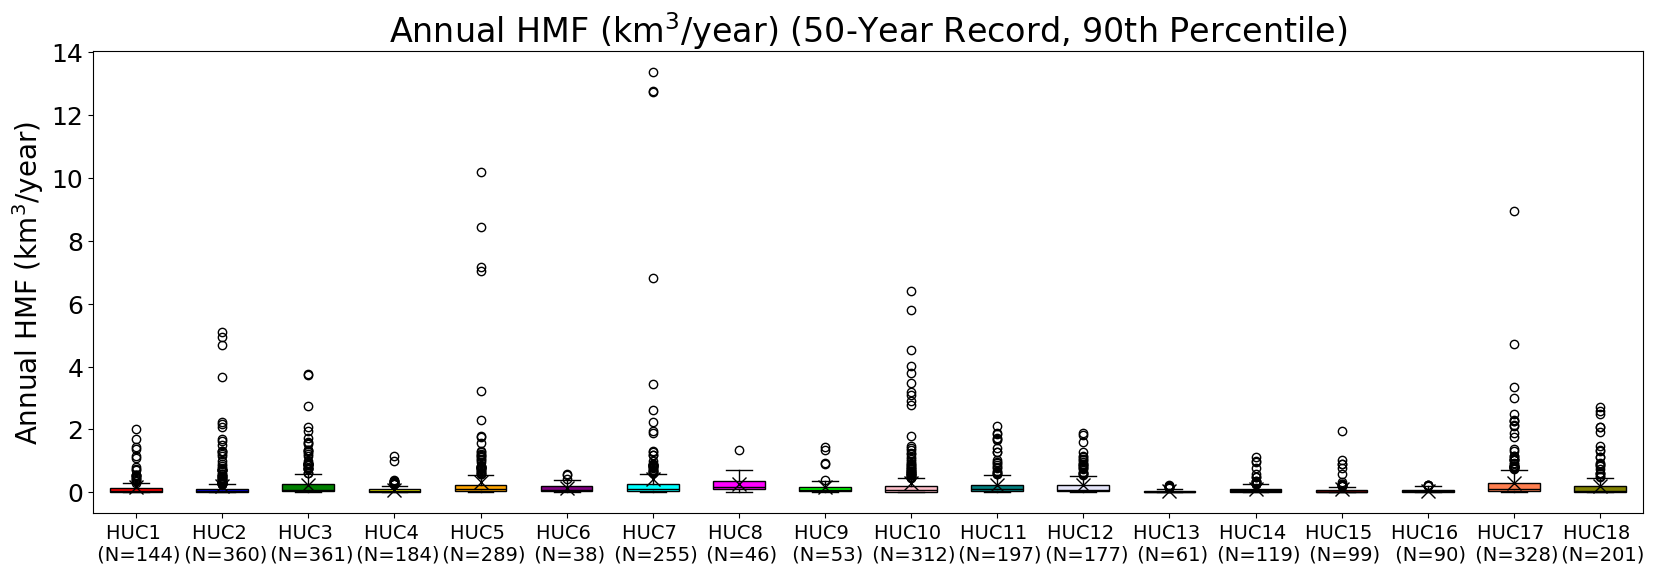 Annual HMF (km³/year) (50-Year Record, 90th Percentile)
Annual HMF (km³/year)
14
12
10
8
6
4
2
0
HUC1 HUC2 HUC3 HUC4 HUC5 HUC6 HUC7 HUC8 HUC9 HUC10 HUC11 HUC12 HUC13 HUC14 HUC15 HUC16 HUC17 HUC18
(N=144) (N=360) (N=361) (N=184) (N=289) (N=38) (N=255) (N=46) (N=53) (N=312) (N=197) (N=177) (N=61) (N=119) (N=99) (N=90) (N=328) (N=201)